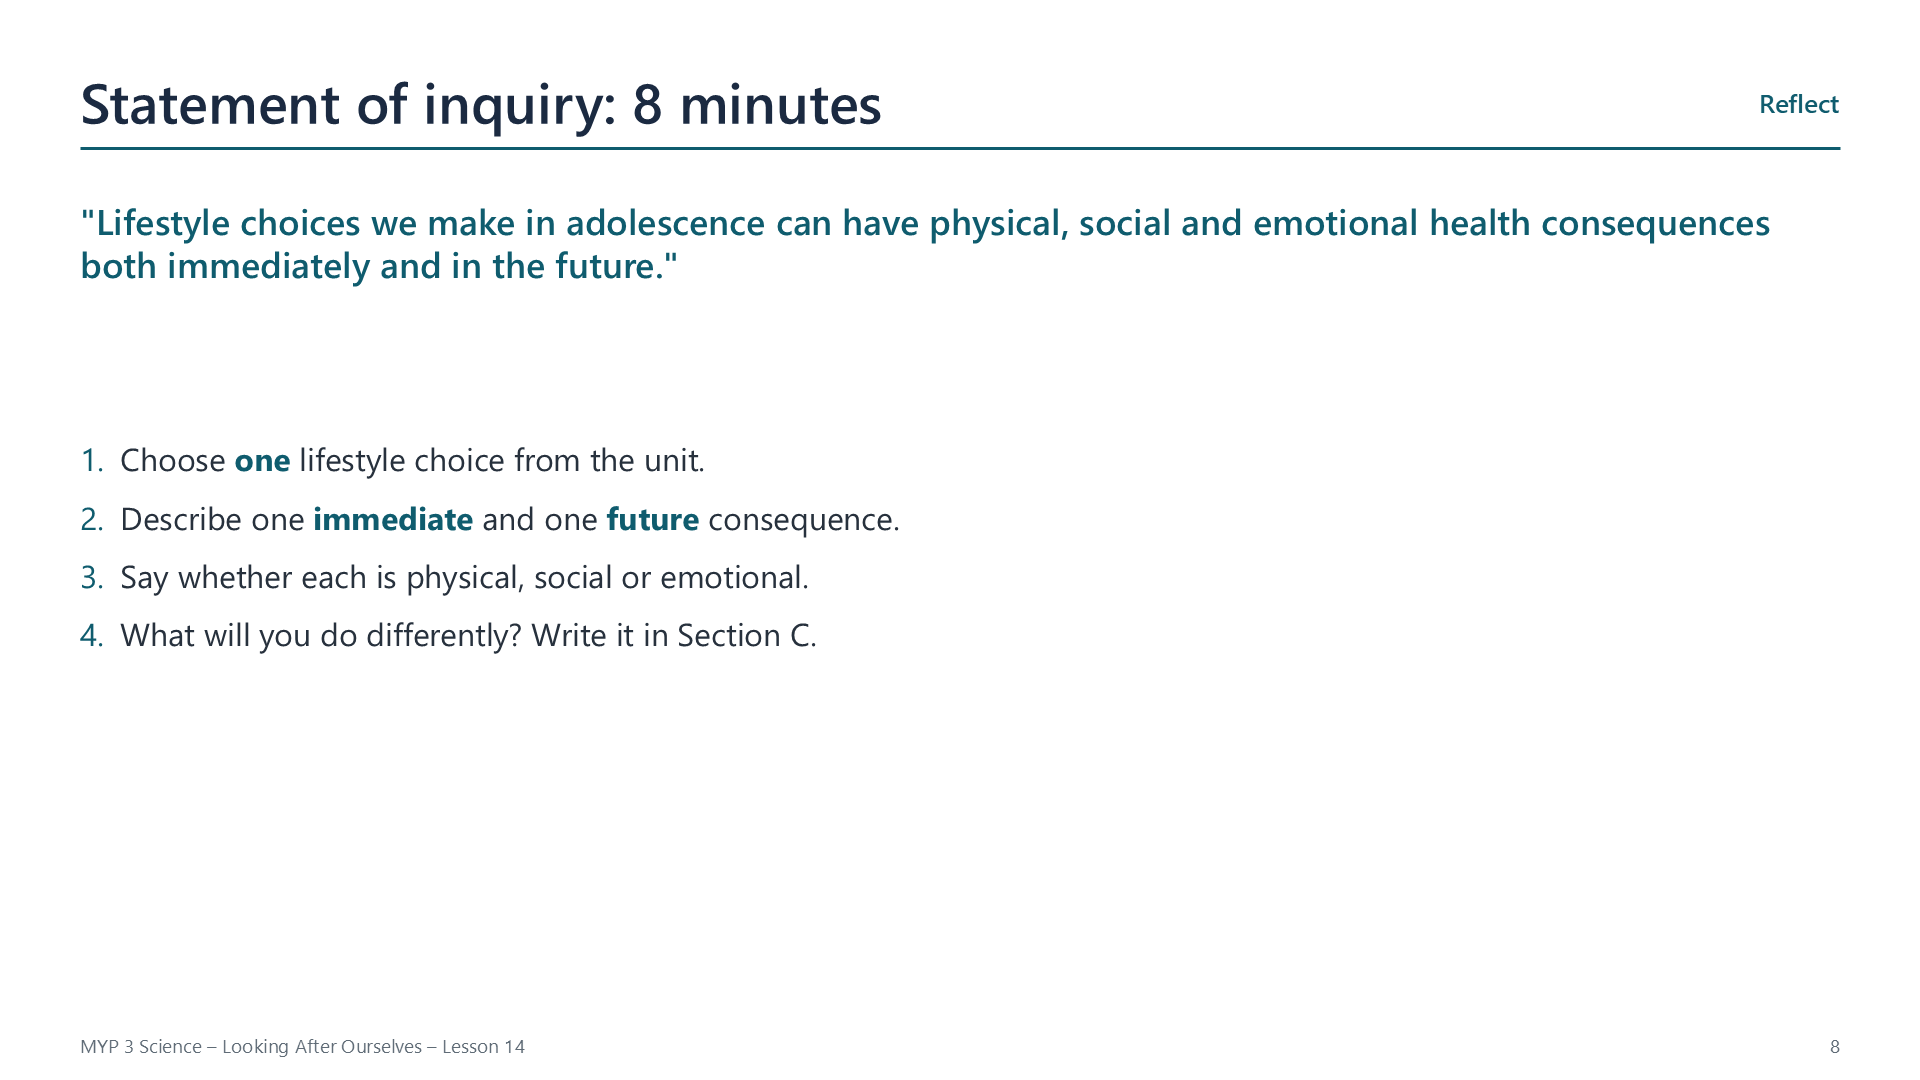 Statement of inquiry: 8 minutes
Reflect
"Lifestyle choices we make in adolescence can have physical, social and emotional health consequences
both immediately and in the future."
1. Choose one lifestyle choice from the unit.
2. Describe one immediate and one future consequence.
3. Say whether each is physical, social or emotional.
4. What will you do differently? Write it in Section C.
MYP 3 Science – Looking After Ourselves – Lesson 14
8